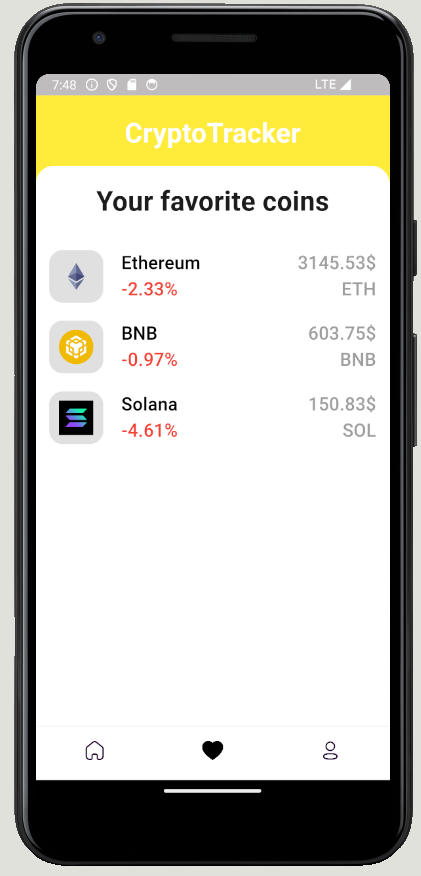 7:48 LTE
CryptoTracker
Your favorite coins
Ethereum 3145.53$
-2.33% ETH
BNB 603.75$
-0.97% BNB
Solana 150.83$
-4.61% SOL